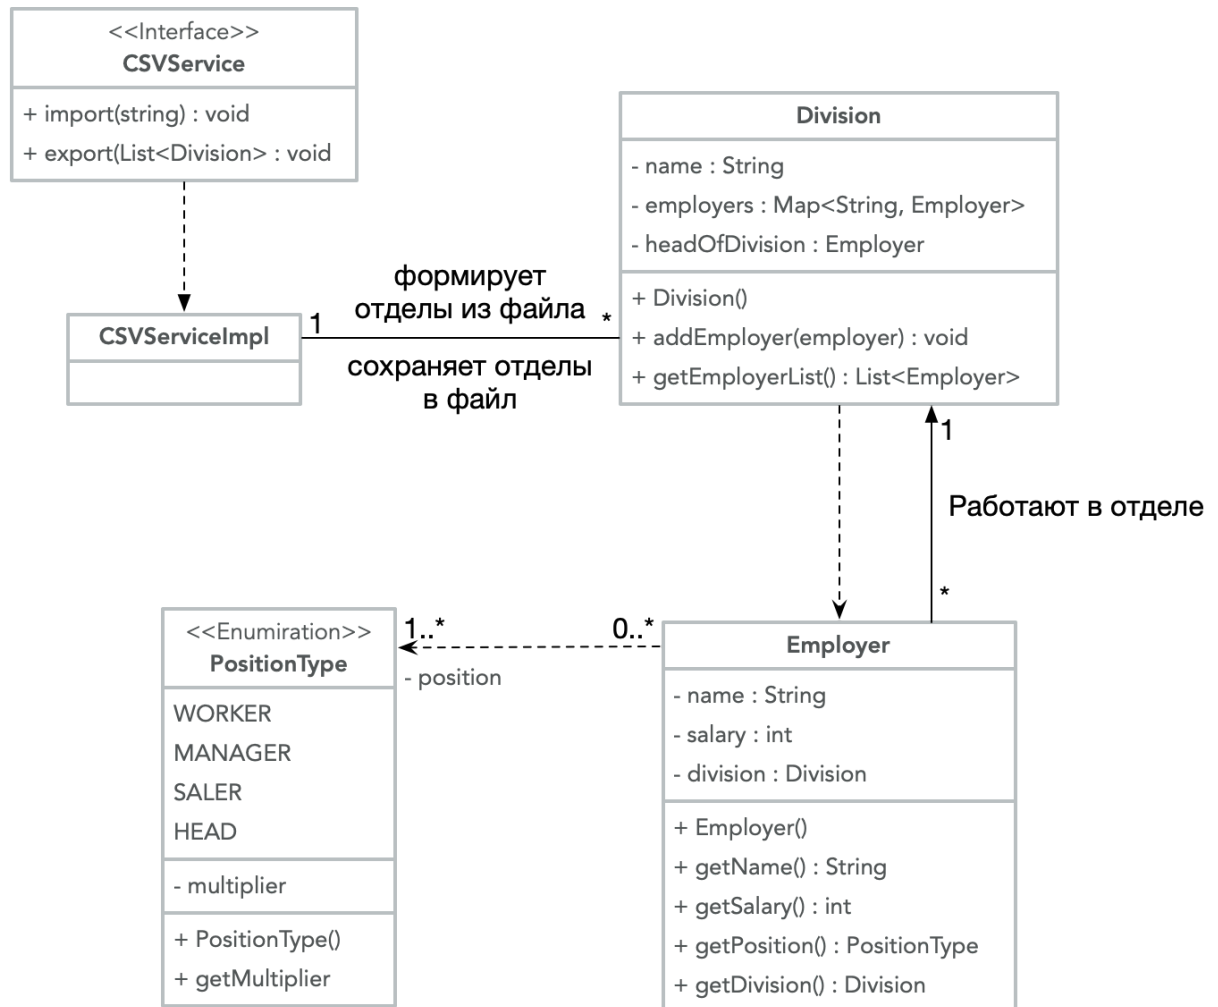 <<Interface>>
CSVService
+ import(string) : void
+ export(List<Division> : void
Division
- name : String
- employers : Map<String, Employer>
- headOfDivision : Employer
+ Division()
+ addEmployer(employer) : void
+ getEmployerList() : List<Employer>
CSVServiceImpl
1
формирует
отделы из файла
*
сохраняет отделы
в файл
1
Работают в отделе
*
<<Enumiration>>
PositionType
WORKER
MANAGER
SALER
HEAD
- multiplier
+ PositionType()
+ getMultiplier
1..*
0..*
- position
Employer
- name : String
- salary : int
- division : Division
+ Employer()
+ getName() : String
+ getSalary() : int
+ getPosition() : PositionType
+ getDivision() : Division